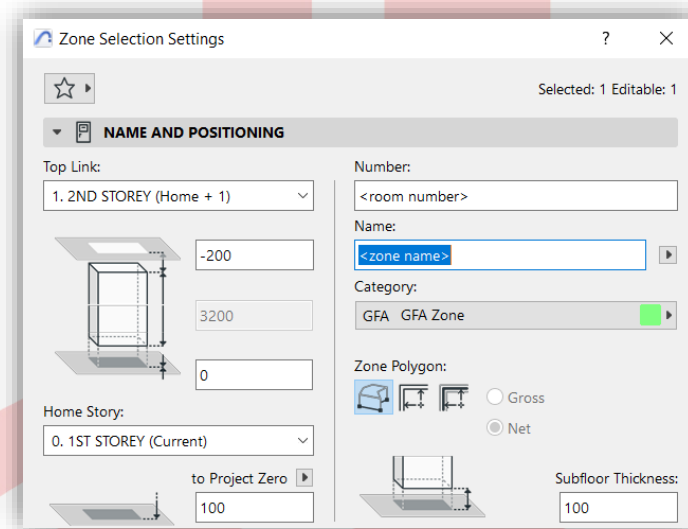 Zone Selection Settings
?
Selected: 1 Editable: 1
NAME AND POSITIONING
Top Link:
1. 2ND STOREY (Home + 1)
-200
3200
0
Home Story:
0. 1ST STOREY (Current)
to Project Zero
100
Number:
<room number>
Name:
<zone name>
Category:
GFA GFA Zone
Zone Polygon:
Gross
Net
Subfloor Thickness:
100